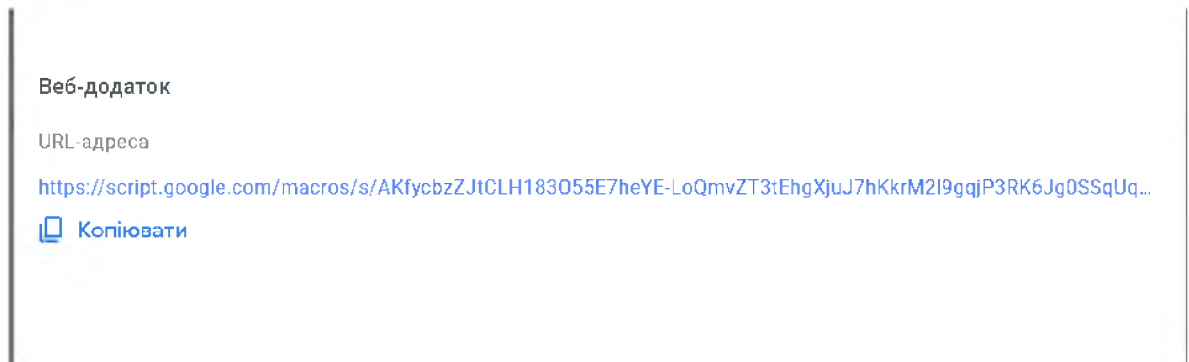 Веб-додаток
URL-адреса
https://script.google.com/macros/s/AKfycbzZJtCLH183O55E7heYE-LoQmvZT3tEhgXjuJ7hKkrM2I9gqjP3RK6Jg0SSqUq...
Копіювати